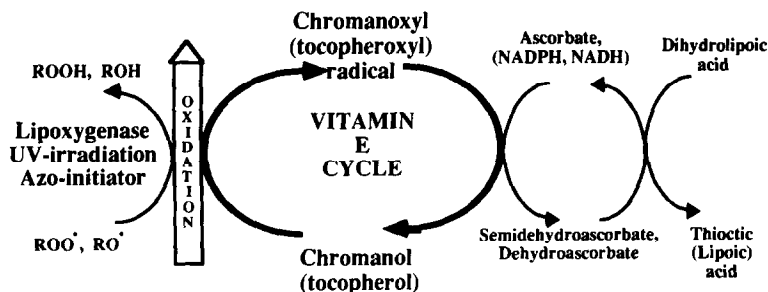 ROOH, ROH
Lipoxygenase
UV-irradiation
Azo-initiator
ROO˙, RO˙
OXIDATION
Chromanoxyl
(tocopheroxyl)
radical
VITAMIN
E
CYCLE
Chromanol
(tocopherol)
Ascorbate,
(NADPH, NADH)
Semidehydroascorbate,
Dehydroascorbate
Dihydrolipoic
acid
Thioctic
(Lipoic)
acid